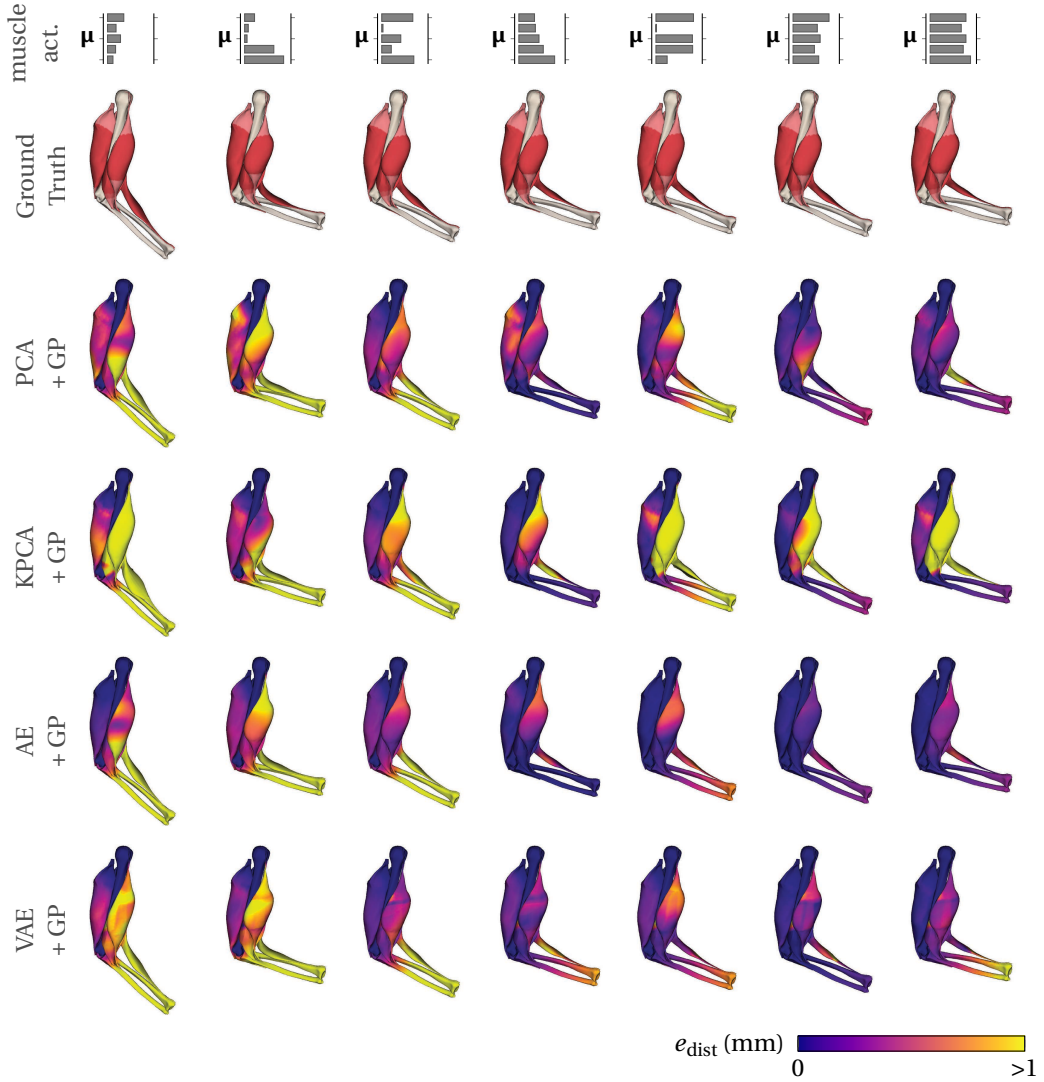 muscle
act.
μ μ μ μ μ μ μ
Ground
Truth
PCA
+ GP
KPCA
+ GP
AE
+ GP
VAE
+ GP
e_dist (mm)
0 >1